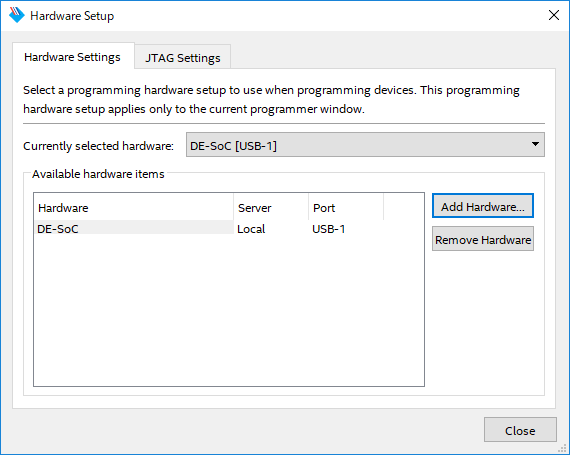 Hardware Setup
Hardware Settings
JTAG Settings
Select a programming hardware setup to use when programming devices. This programming
hardware setup applies only to the current programmer window.
Currently selected hardware:
DE-SoC [USB-1]
Available hardware items
Hardware Server Port
DE-SoC Local USB-1
Add Hardware...
Remove Hardware
Close